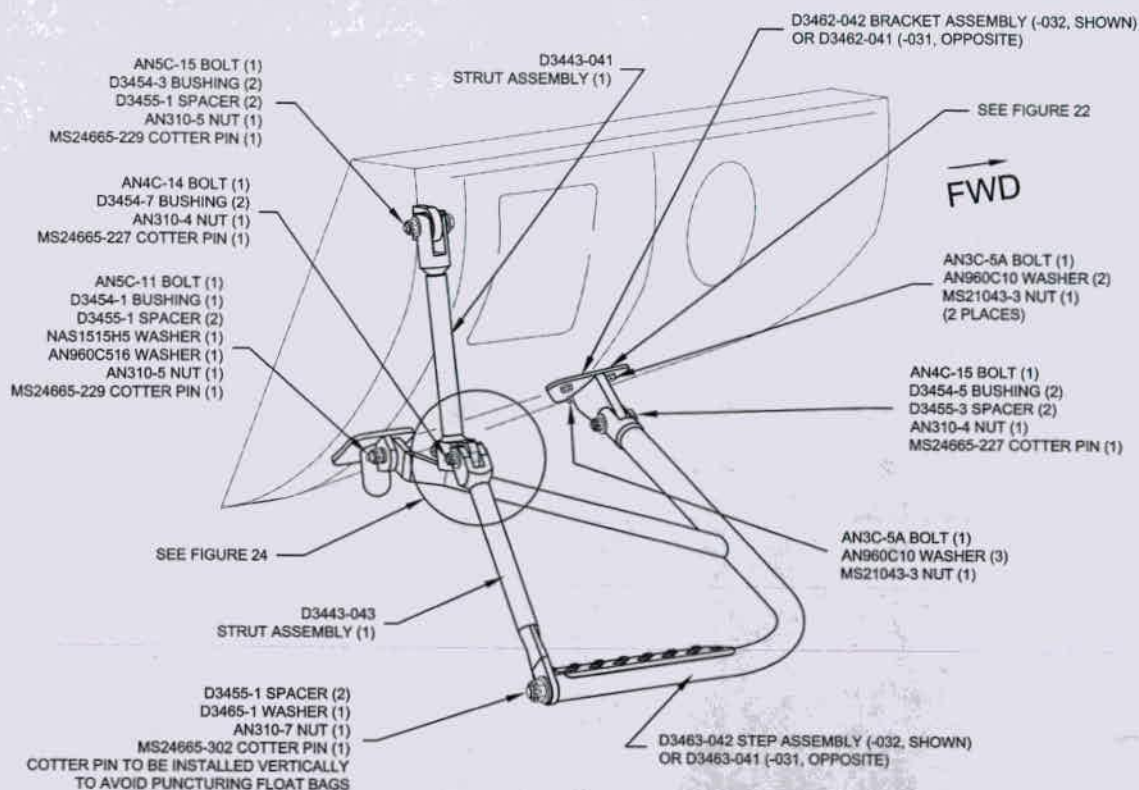 D3462-042 BRACKET ASSEMBLY (-032, SHOWN)
OR D3462-041 (-031, OPPOSITE)
AN5C-15 BOLT (1)
D3454-3 BUSHING (2)
D3455-1 SPACER (2)
AN310-5 NUT (1)
MS24665-229 COTTER PIN (1)
D3443-041
STRUT ASSEMBLY (1)
SEE FIGURE 22
FWD
AN4C-14 BOLT (1)
D3454-7 BUSHING (2)
AN310-4 NUT (1)
MS24665-227 COTTER PIN (1)
AN5C-11 BOLT (1)
D3454-1 BUSHING (1)
D3455-1 SPACER (2)
NAS1515H5 WASHER (1)
AN960C516 WASHER (1)
AN310-5 NUT (1)
MS24665-229 COTTER PIN (1)
AN3C-5A BOLT (1)
AN960C10 WASHER (2)
MS21043-3 NUT (1)
(2 PLACES)
AN4C-15 BOLT (1)
D3454-5 BUSHING (2)
D3455-3 SPACER (2)
AN310-4 NUT (1)
MS24665-227 COTTER PIN (1)
SEE FIGURE 24
AN3C-5A BOLT (1)
AN960C10 WASHER (3)
MS21043-3 NUT (1)
D3443-043
STRUT ASSEMBLY (1)
D3455-1 SPACER (2)
D3465-1 WASHER (1)
AN310-7 NUT (1)
MS24665-302 COTTER PIN (1)
COTTER PIN TO BE INSTALLED VERTICALLY
TO AVOID PUNCTURING FLOAT BAGS
D3463-042 STEP ASSEMBLY (-032, SHOWN)
OR D3463-041 (-031, OPPOSITE)